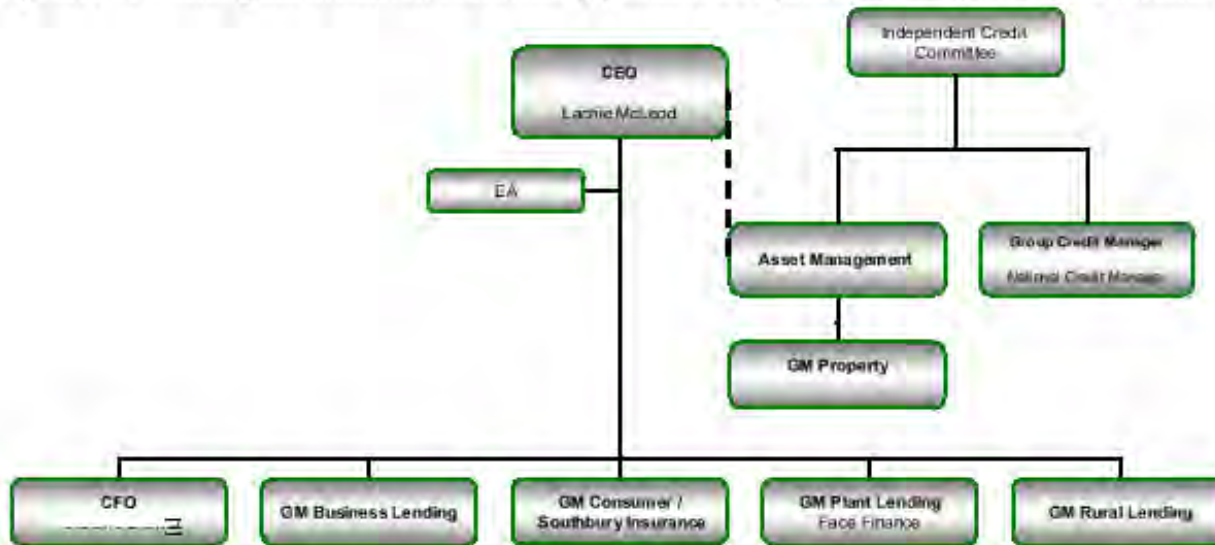 Independent Credit
Committee
CEO
Lachie McLeod
EA
Asset Management
Group Credit Manager
National Credit Manager
GM Property
CFO
GM Business Lending
GM Consumer /
Southbury Insurance
GM Plant Lending
Face Finance
GM Rural Lending